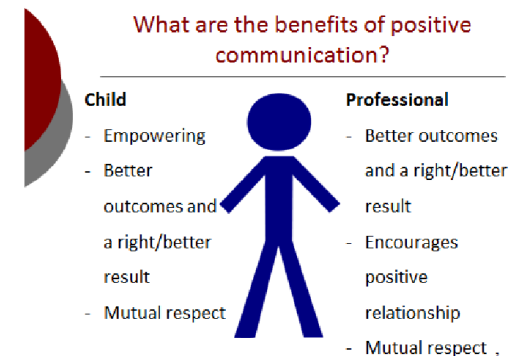 What are the benefits of positive
communication?
Child
- Empowering
- Better
outcomes and
a right/better
result
- Mutual respect
Professional
- Better outcomes
and a right/better
result
- Encourages
positive
relationship
- Mutual respect ,